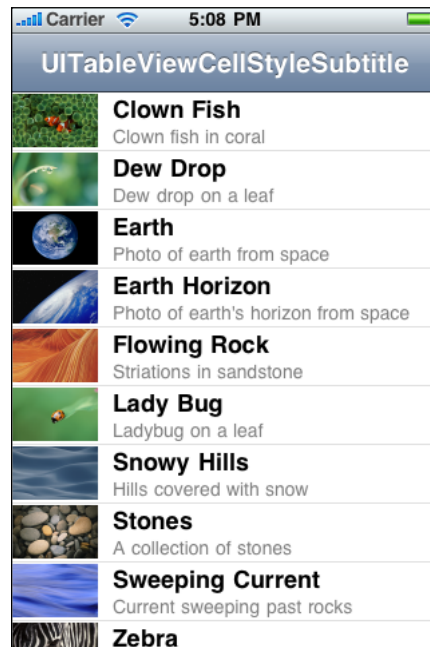 Carrier 5:08 PM
UITableViewCellStyleSubtitle
Clown Fish
Clown fish in coral
Dew Drop
Dew drop on a leaf
Earth
Photo of earth from space
Earth Horizon
Photo of earth's horizon from space
Flowing Rock
Striations in sandstone
Lady Bug
Ladybug on a leaf
Snowy Hills
Hills covered with snow
Stones
A collection of stones
Sweeping Current
Current sweeping past rocks
Zebra